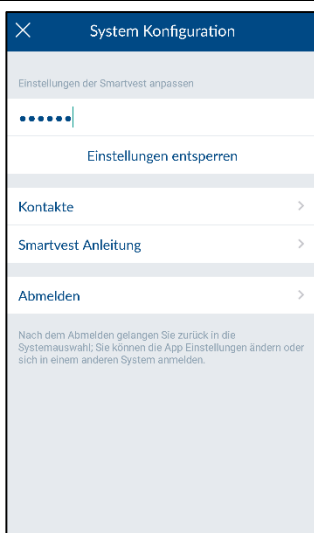 System Konfiguration
Einstellungen der Smartvest anpassen
••••••
Einstellungen entsperren
Kontakte
Smartvest Anleitung
Abmelden
Nach dem Abmelden gelangen Sie zurück in die
Systemauswahl; Sie können die App Einstellungen ändern oder
sich in einem anderen System anmelden.